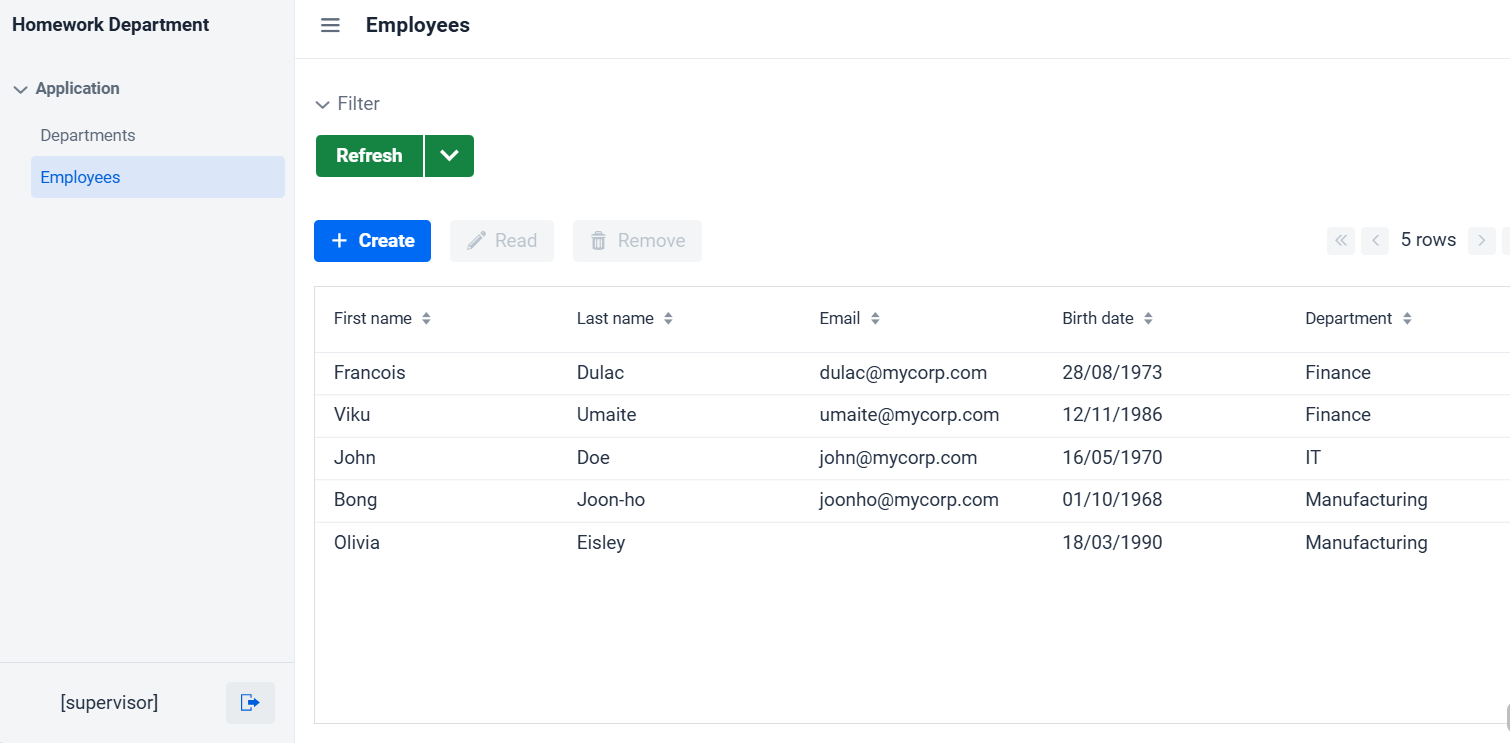 Homework Department
Application
Departments
Employees
[supervisor]
Employees
Filter
Refresh
Create Read Remove 5 rows
First name Last name Email Birth date Department
Francois Dulac dulac@mycorp.com 28/08/1973 Finance
Viku Umaite umaite@mycorp.com 12/11/1986 Finance
John Doe john@mycorp.com 16/05/1970 IT
Bong Joon-ho joonho@mycorp.com 01/10/1968 Manufacturing
Olivia Eisley 18/03/1990 Manufacturing